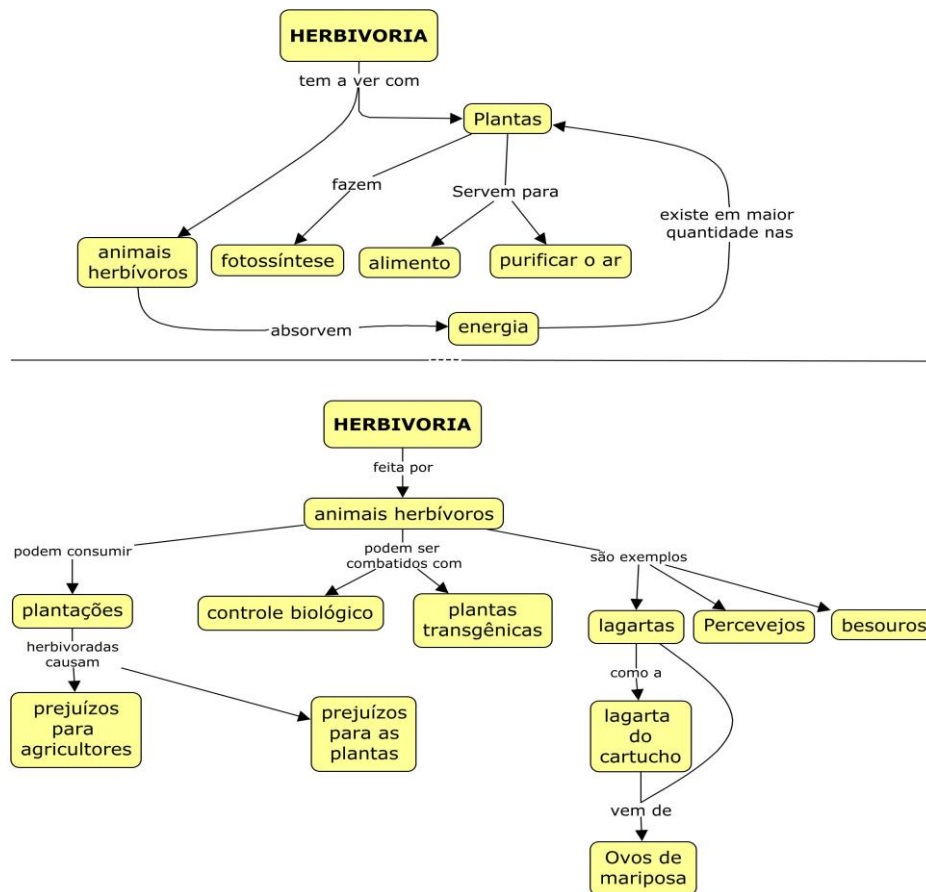 HERBIVORIA
tem a ver com
Plantas
fazem
Servem para
existe em maior
quantidade nas
animais
herbívoros
fotossíntese
alimento
purificar o ar
absorvem
energia
HERBIVORIA
feita por
animais herbívoros
podem consumir
podem ser
combatidos com
são exemplos
plantações
controle biológico
plantas
transgênicas
lagartas
Percevejos
besouros
herbivoradas
causam
como a
prejuízos
para
agricultores
prejuízos
para as
plantas
lagarta
do
cartucho
vem de
Ovos de
mariposa